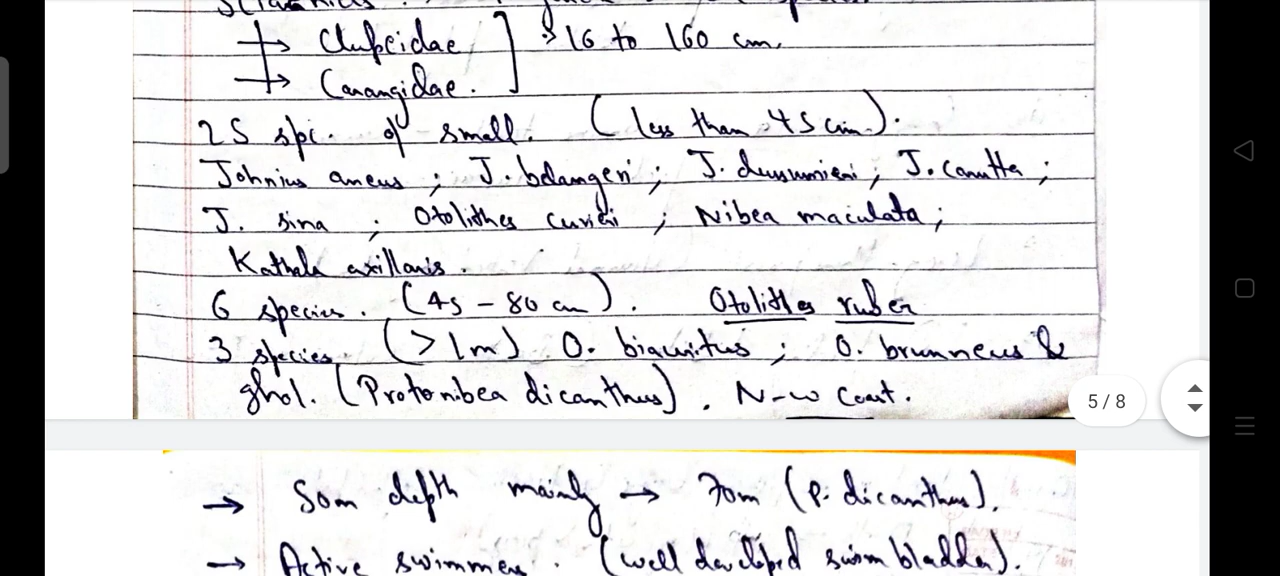 → Clupeidae ] → 16 to 160 cm.
→ Carangidae.
25 spc. of small. (less than 45 cm).
Johnius aneus ; J. belangeri ; J. dussumieri ; J. carutta ;
J. sina ; Otolithes cuvieri ; Nibea maculata ;
Kathala axillaris.
6 species. (45 - 80 cm). Otolithes ruber
3 species (> 1m) O. biauritus ; O. brunneus &
ghol. (Protonibea dicanthus). N-W Coast.
5 / 8
→ 50m depth mainly → 70m (P. dicanthus).
→ Active swimmers. (well developed swim bladder).